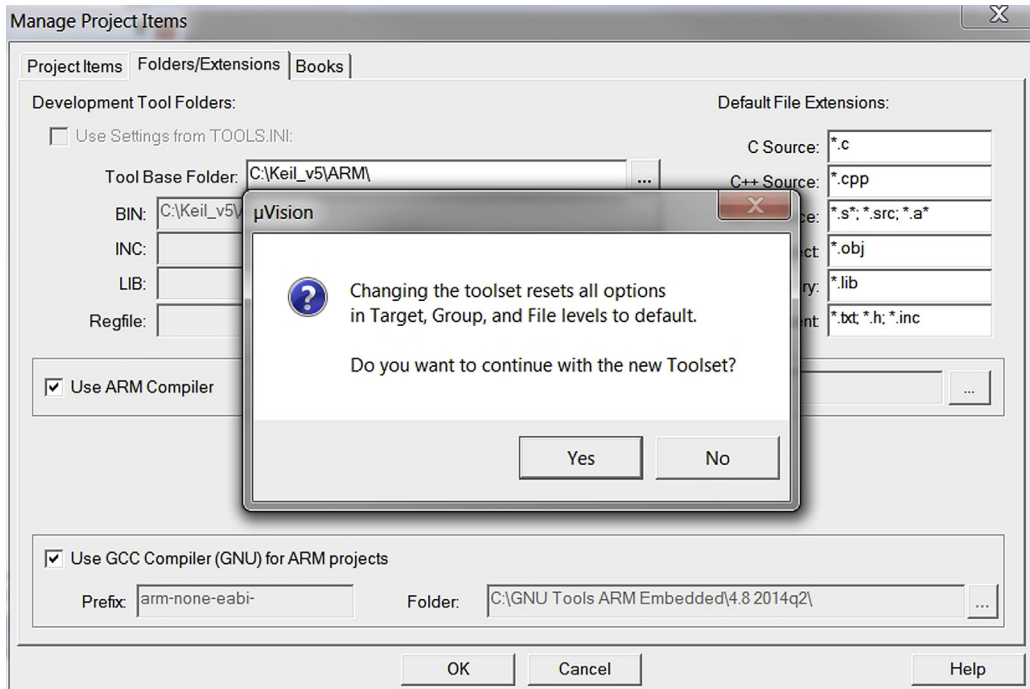 Manage Project Items
Project Items Folders/Extensions Books
Development Tool Folders: Default File Extensions:
Use Settings from TOOLS.INI:
C Source: *.c
Tool Base Folder: C:\Keil_v5\ARM\ ...
C++ Source: *.cpp
BIN: C:\Keil_v5\
*.s*; *.src; *.a*
INC:
*.obj
LIB:
*.lib
Regfile:
*.txt; *.h; *.inc
µVision
Changing the toolset resets all options
in Target, Group, and File levels to default.
Do you want to continue with the new Toolset?
Yes No
Use ARM Compiler ...
Use GCC Compiler (GNU) for ARM projects
Prefix: arm-none-eabi- Folder: C:\GNU Tools ARM Embedded\4.8 2014q2\ ...
OK Cancel Help